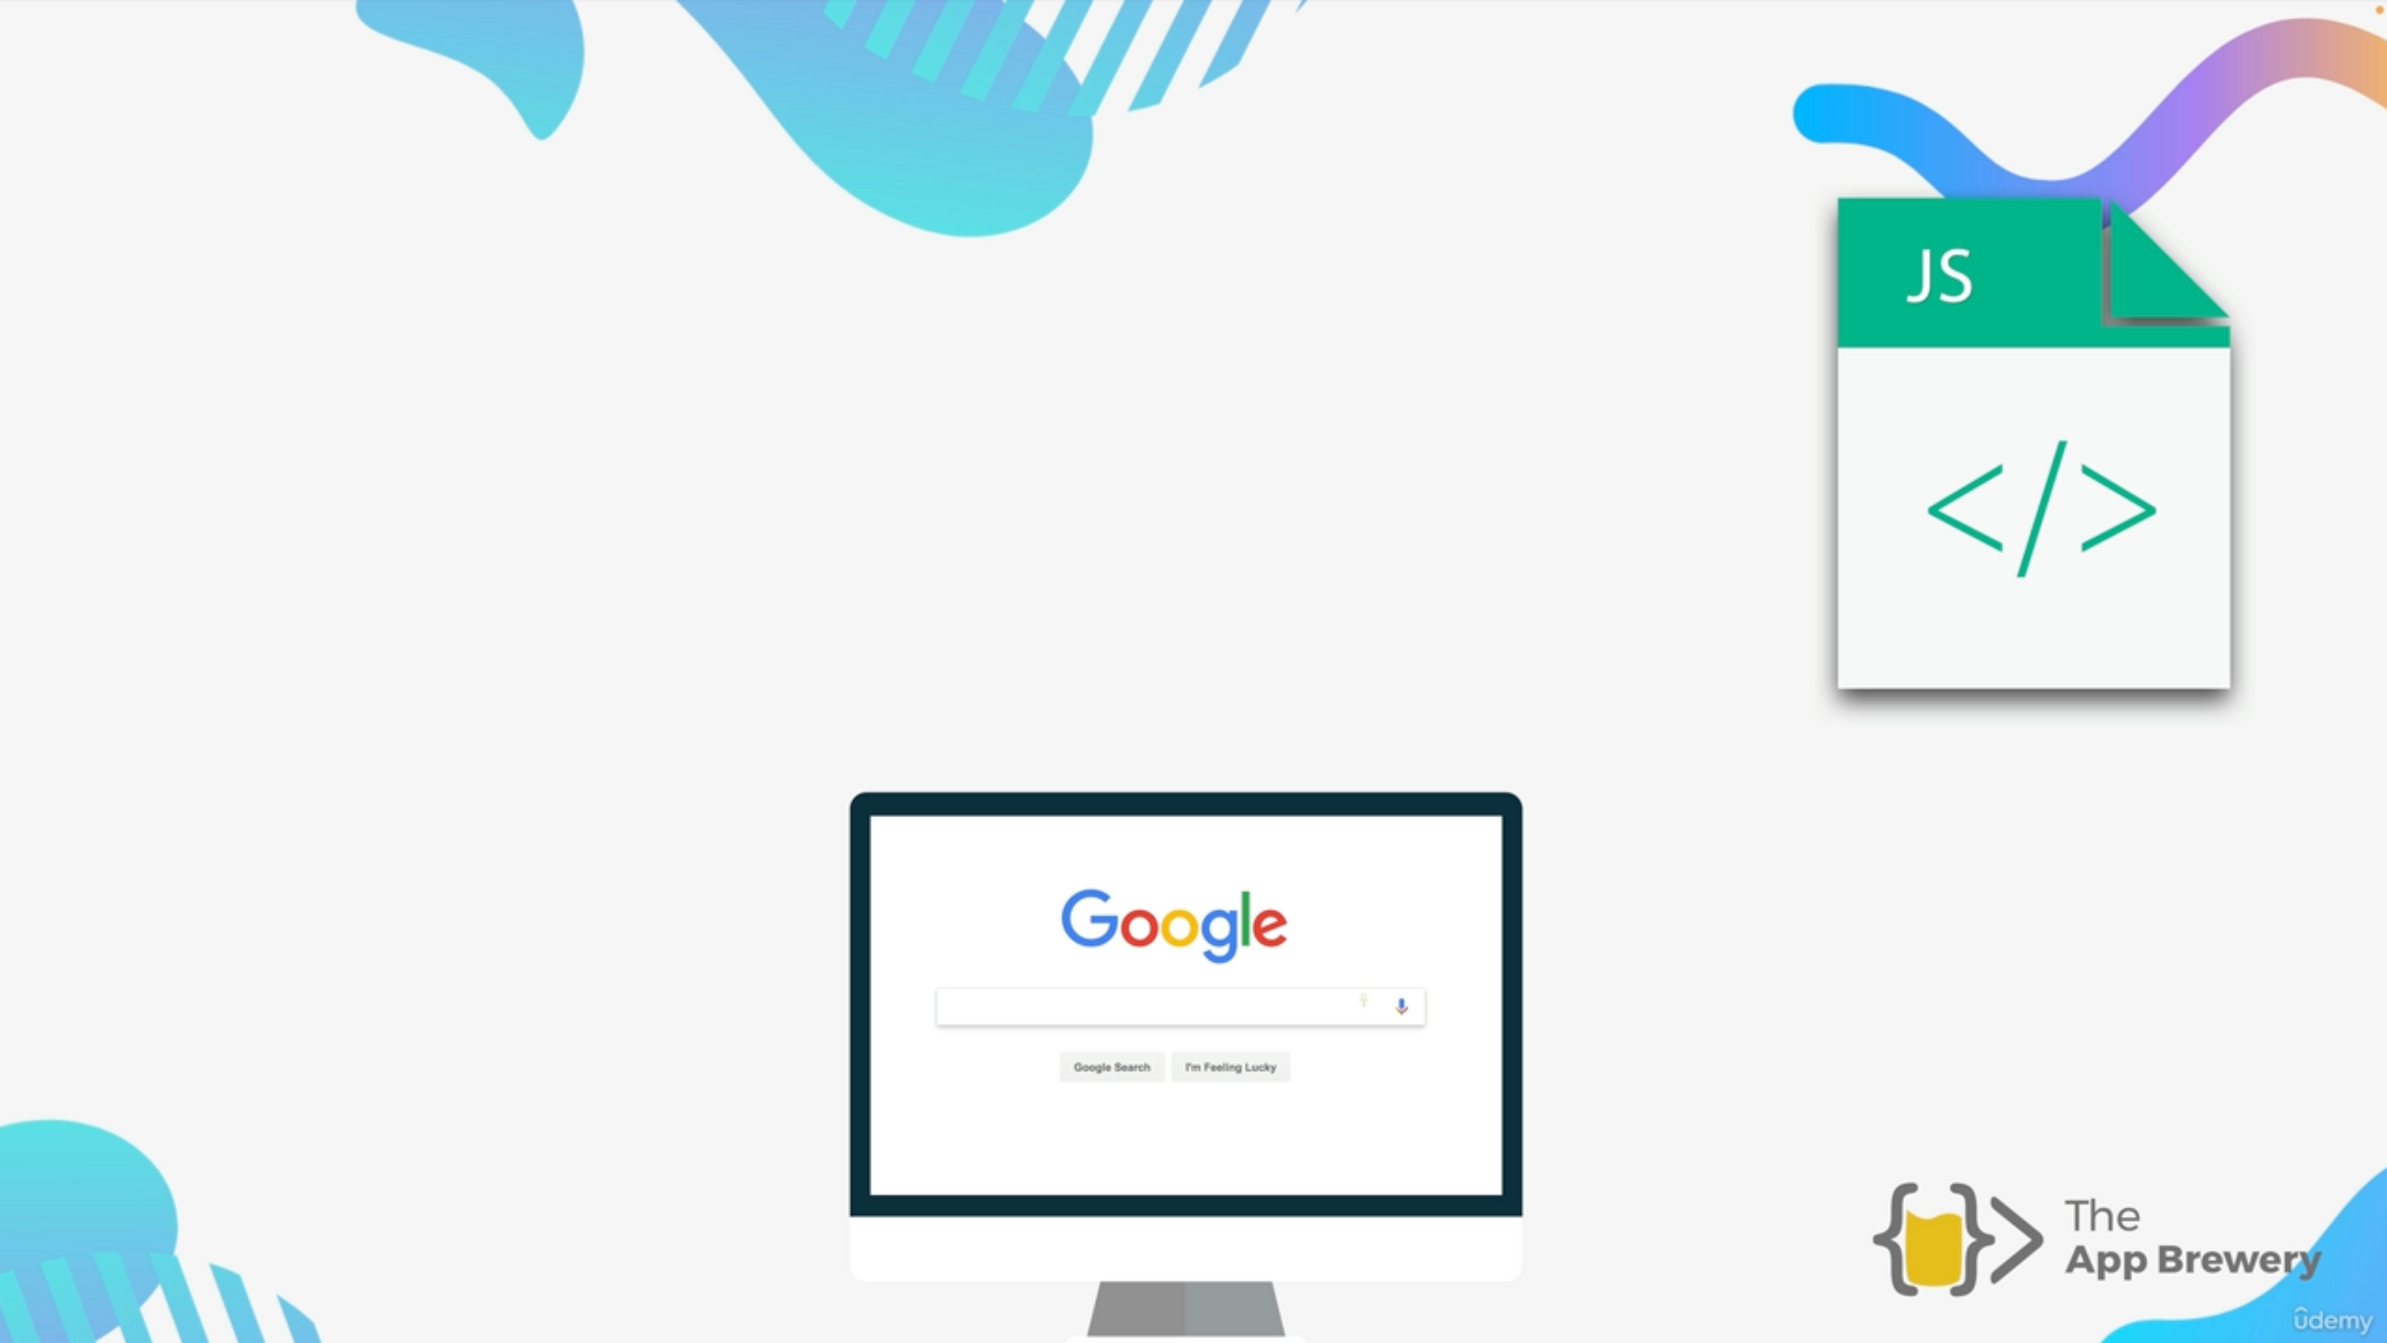 JS
</>
Google
Google Search
I'm Feeling Lucky
The
App Brewery
ûdemy